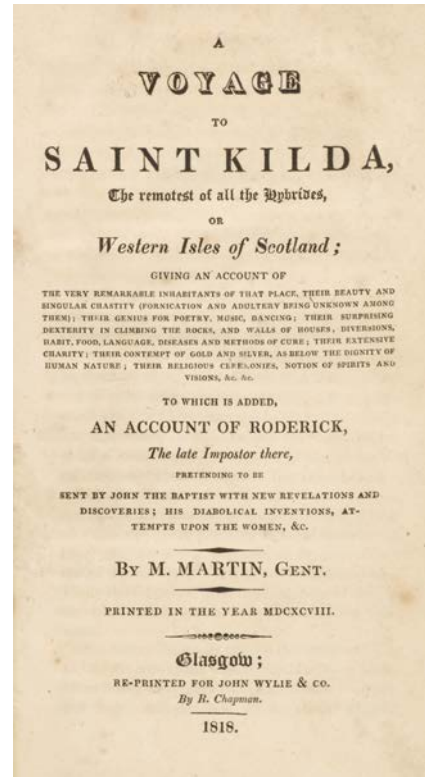 A
VOYAGE
TO
SAINT KILDA,
The remotest of all the Hybrides,
OR
Western Isles of Scotland;
GIVING AN ACCOUNT OF
THE VERY REMARKABLE INHABITANTS OF THAT PLACE, THEIR BEAUTY AND
SINGULAR CHASTITY (FORNICATION AND ADULTERY BEING UNKNOWN AMONG
THEM); THEIR GENIUS FOR POETRY, MUSIC, DANCING; THEIR SURPRISING
DEXTERITY IN CLIMBING THE ROCKS, AND WALLS OF HOUSES, DIVERSIONS,
HABIT, FOOD, LANGUAGE, DISEASES AND METHODS OF CURE; THEIR EXTENSIVE
CHARITY; THEIR CONTEMPT OF GOLD AND SILVER, AS BELOW THE DIGNITY OF
HUMAN NATURE; THEIR RELIGIOUS CEREMONIES, NOTION OF SPIRITS AND
VISIONS, &c. &c.
TO WHICH IS ADDED,
AN ACCOUNT OF RODERICK,
The late Impostor there,
PRETENDING TO BE
SENT BY JOHN THE BAPTIST WITH NEW REVELATIONS AND
DISCOVERIES; HIS DIABOLICAL INVENTIONS, AT-
TEMPTS UPON THE WOMEN, &C.
BY M. MARTIN, GENT.
PRINTED IN THE YEAR MDCXCVIII.
Glasgow;
RE-PRINTED FOR JOHN WYLIE & CO.
By R. Chapman.
1818.